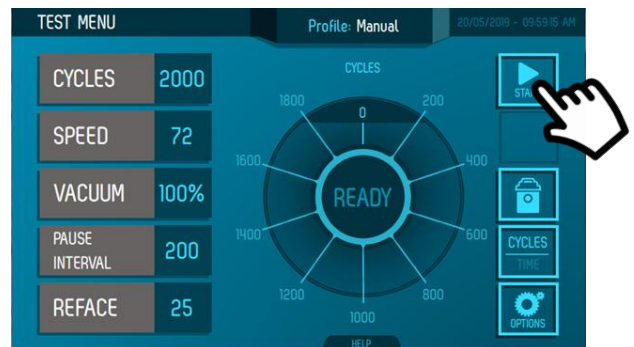 TEST MENU
Profile: Manual
20/05/2019 - 09:59:15 AM
CYCLES 2000
SPEED 72
VACUUM 100%
PAUSE
INTERVAL 200
REFACE 25
CYCLES
0
200
400
600
800
1000
1200
1400
1600
1800
READY
CYCLES
TIME
OPTIONS
HELP